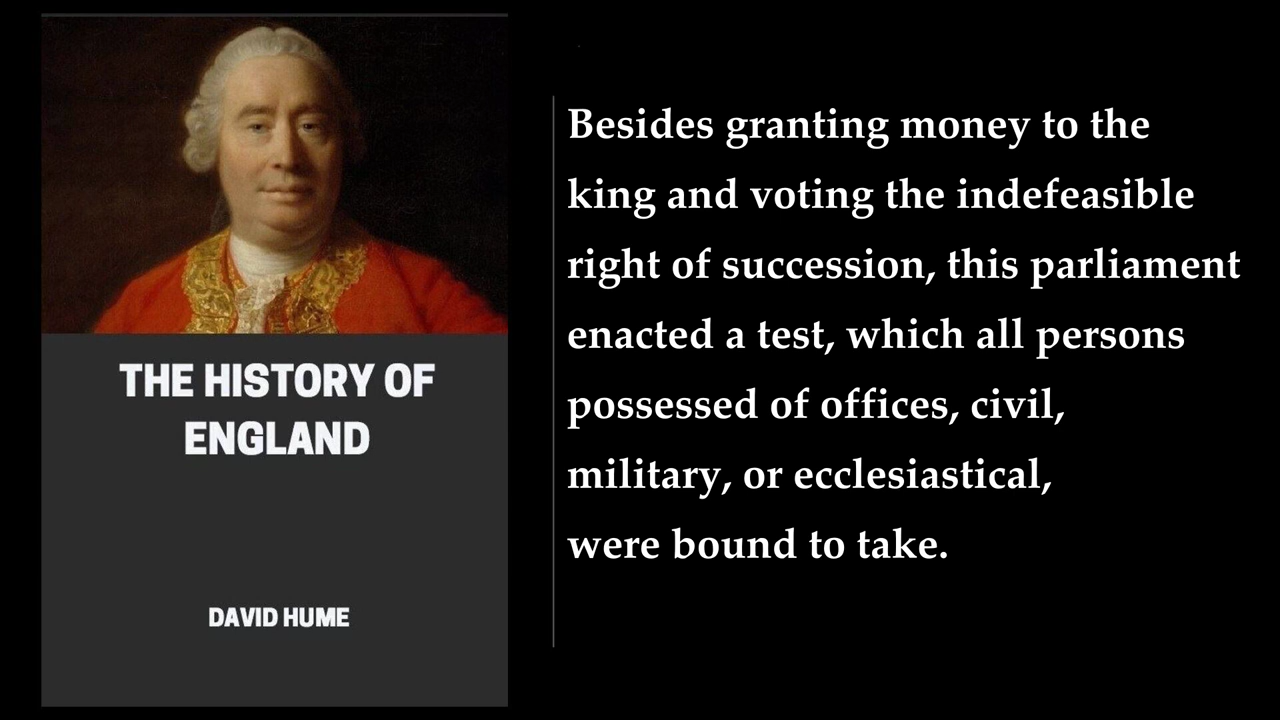 THE HISTORY OF
ENGLAND
DAVID HUME
Besides granting money to the
king and voting the indefeasible
right of succession, this parliament
enacted a test, which all persons
possessed of offices, civil,
military, or ecclesiastical,
were bound to take.